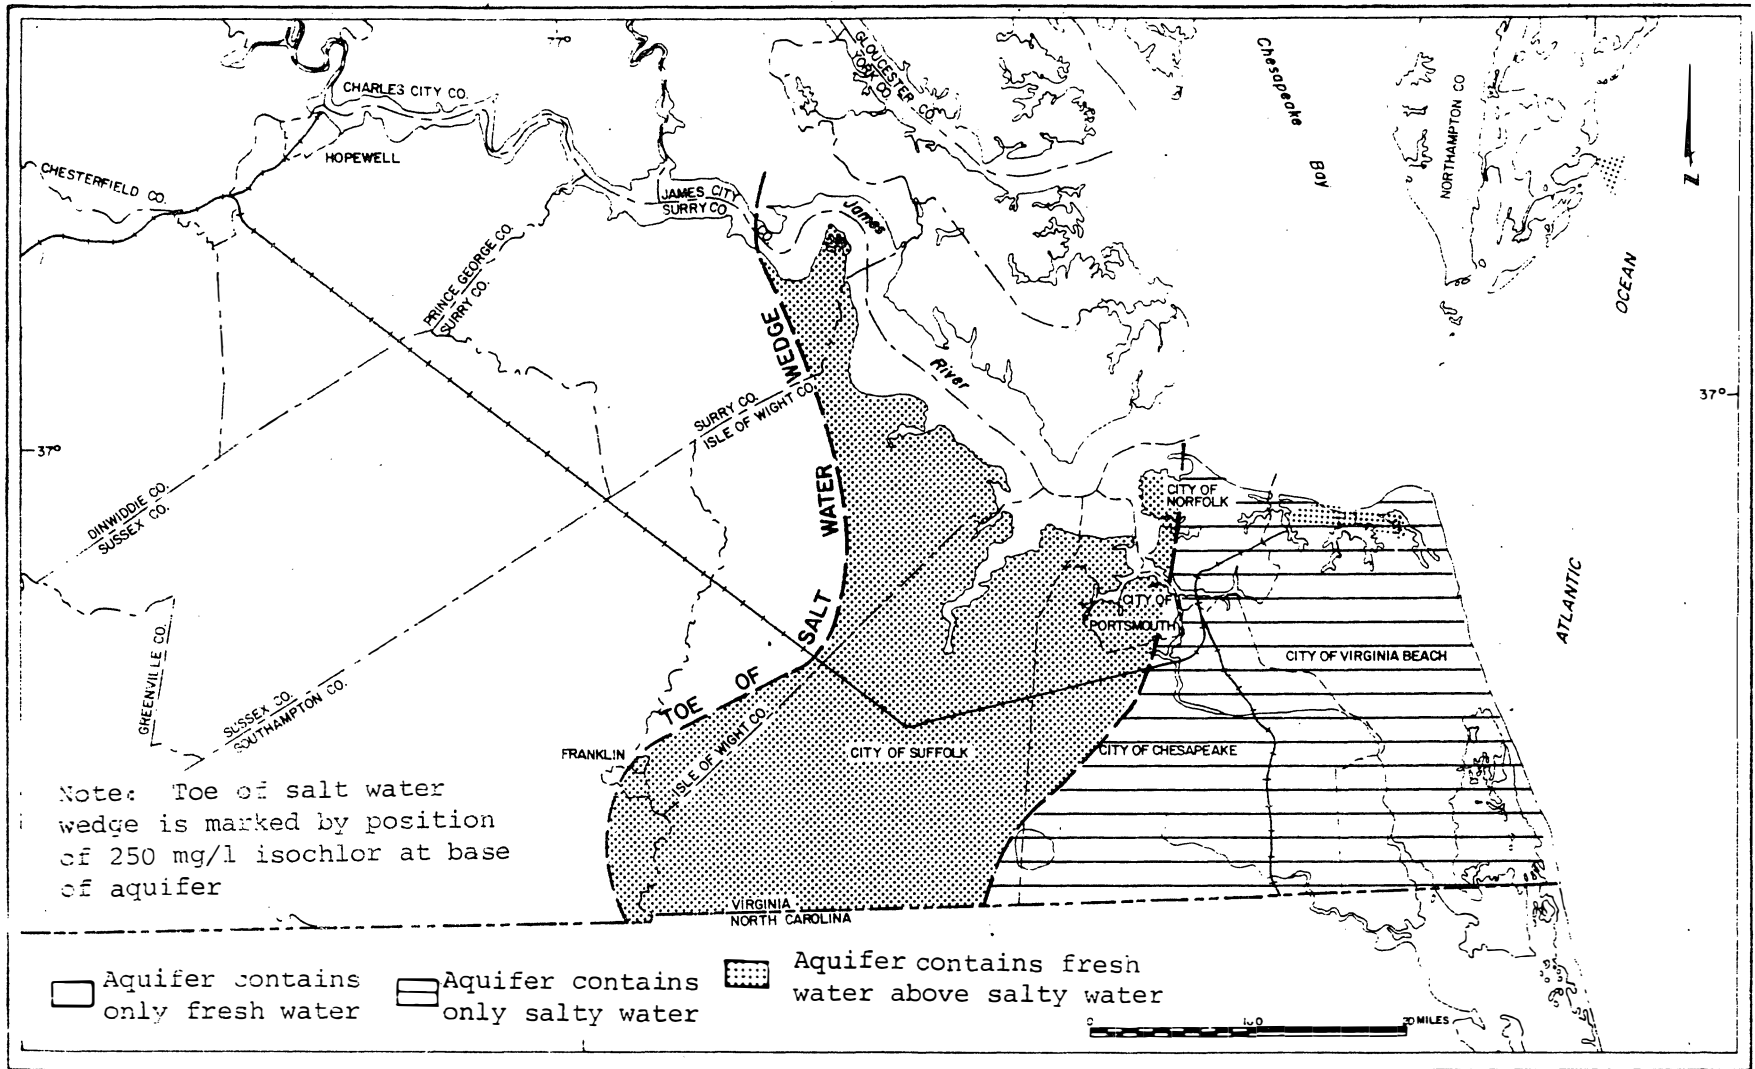 77°
CHARLES CITY CO.
GLOUCESTER CO.
YORK CO.
Chesapeake
BAY
NORTHAMPTON CO
HOPEWELL
CHESTERFIELD CO.
JAMES CITY
SURRY CO.
CO.
James
River
PRINCE GEORGE CO.
SURRY CO.
OCEAN
ATLANTIC
N
37°
37°
SURRY CO.
ISLE OF WIGHT CO.
DINWIDDIE CO.
SUSSEX CO.
CITY OF
NORFOLK
CITY OF
PORTSMOUTH
CITY OF VIRGINIA BEACH
GREENVILLE CO.
SUSSEX CO.
SOUTHAMPTON CO.
TOE OF SALT WATER WEDGE
FRANKLIN
ISLE OF WIGHT CO.
CITY OF SUFFOLK
CITY OF CHESAPEAKE
Note: Toe of salt water
wedge is marked by position
of 250 mg/l isochlor at base
of aquifer
VIRGINIA
NORTH CAROLINA
Aquifer contains
only fresh water
Aquifer contains
only salty water
Aquifer contains fresh
water above salty water
0 10 20 MILES